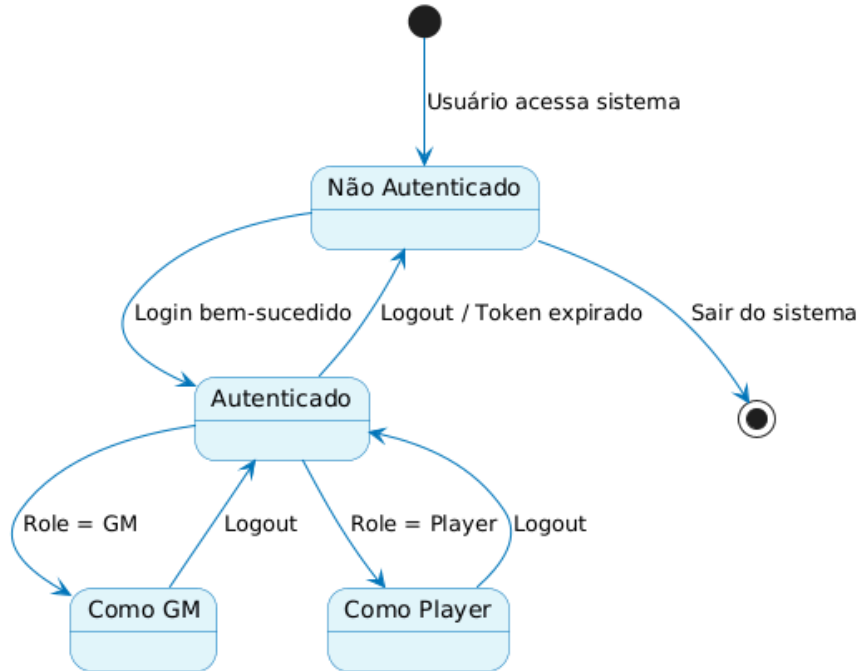 Usuário acessa sistema
Não Autenticado
Login bem-sucedido
Logout / Token expirado
Sair do sistema
Autenticado
Role = GM
Logout
Role = Player
Logout
Como GM
Como Player